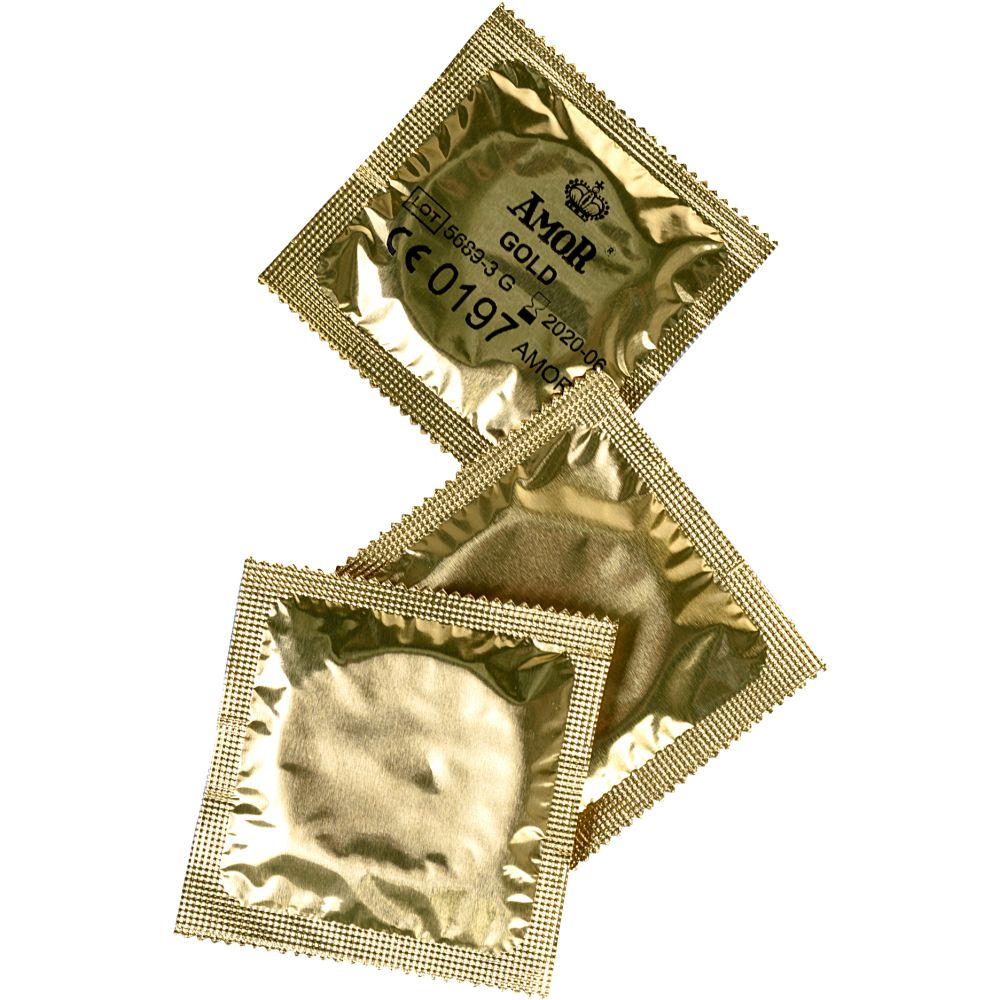 AMOR ®
GOLD
LOT 5689-3 G 2020-06
CE 0197 AMOR